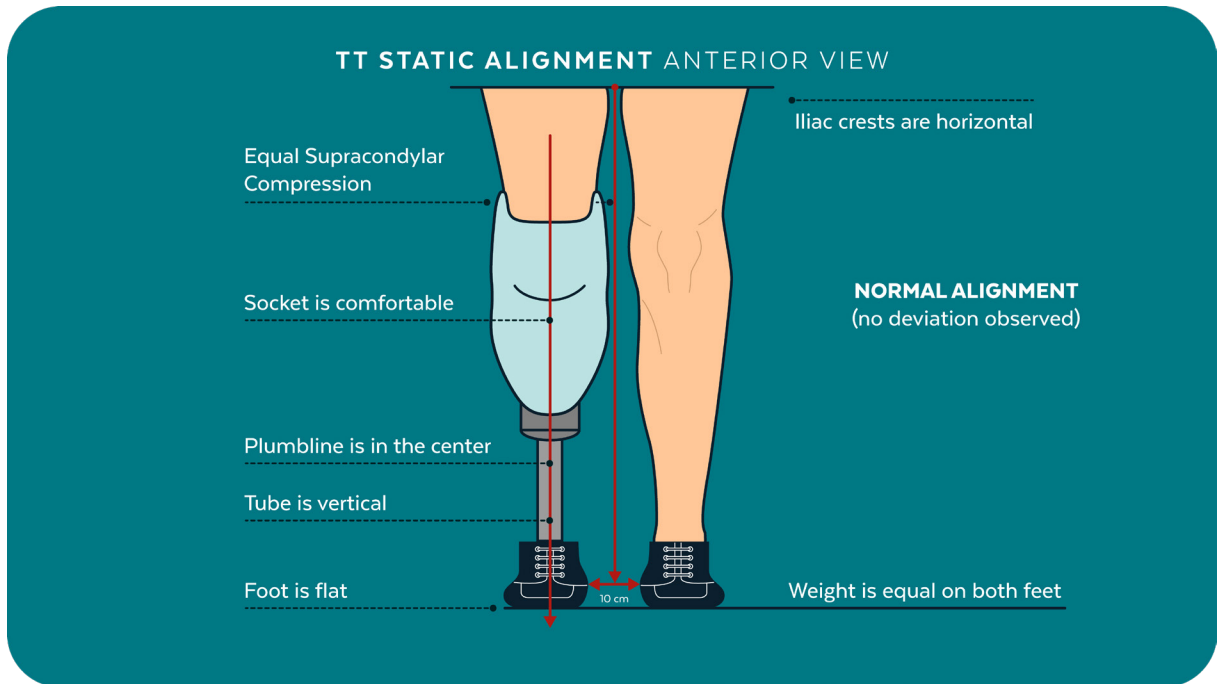 TT STATIC ALIGNMENT ANTERIOR VIEW
Iliac crests are horizontal
Equal Supracondylar
Compression
Socket is comfortable
NORMAL ALIGNMENT
(no deviation observed)
Plumbline is in the center
Tube is vertical
Foot is flat
10 cm
Weight is equal on both feet